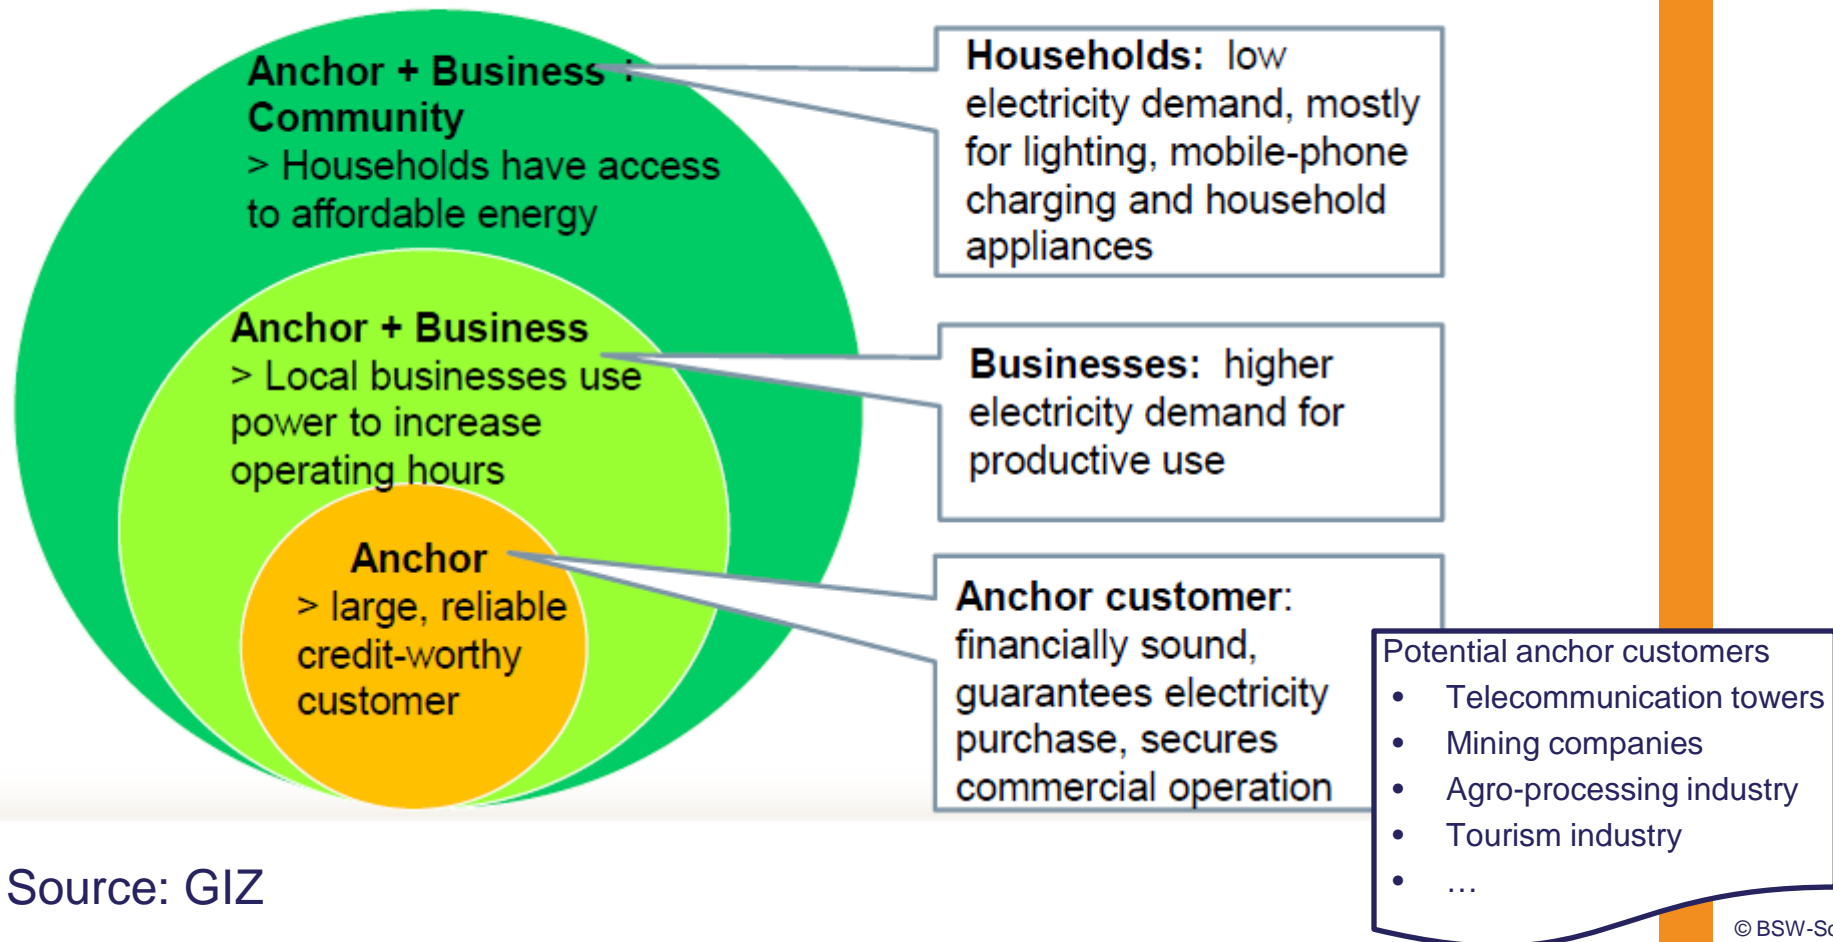 Anchor + Business +
Community
> Households have access
to affordable energy
Households: low
electricity demand, mostly
for lighting, mobile-phone
charging and household
appliances
Anchor + Business
> Local businesses use
power to increase
operating hours
Businesses: higher
electricity demand for
productive use
Anchor
> large, reliable
credit-worthy
customer
Anchor customer:
financially sound,
guarantees electricity
purchase, secures
commercial operation
Potential anchor customers
• Telecommunication towers
• Mining companies
• Agro-processing industry
• Tourism industry
• …
Source: GIZ
© BSW-So